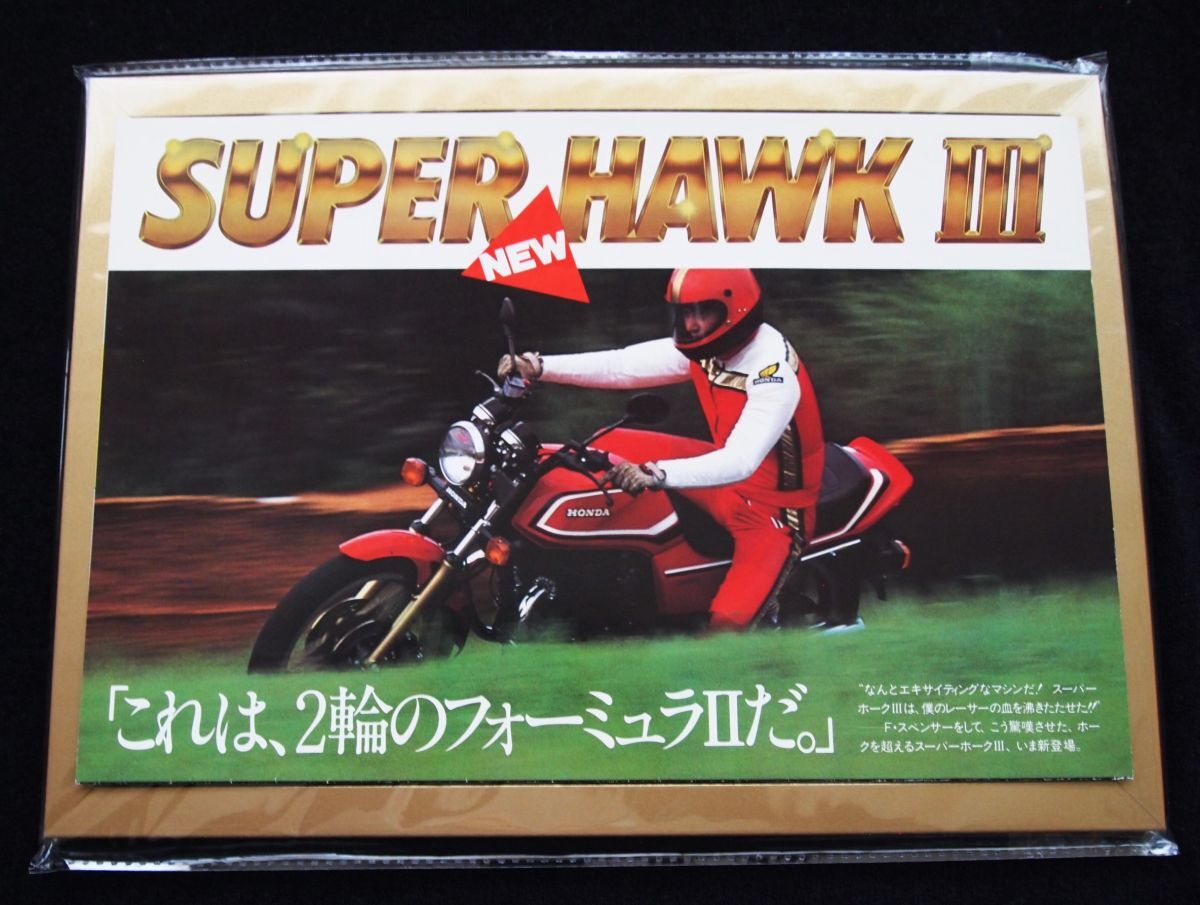 SUPER HAWK III
NEW
HONDA
HONDA
HONDA
「これは、2輪のフォーミュラIIだ。」
“なんとエキサイティングなマシンだ！ スーパー
ホークIIIは、僕のレーサーの血を沸きたたせた!!”
F・スペンサーをして、こう驚嘆させた、ホー
クを超えるスーパーホークIII、いま新登場。